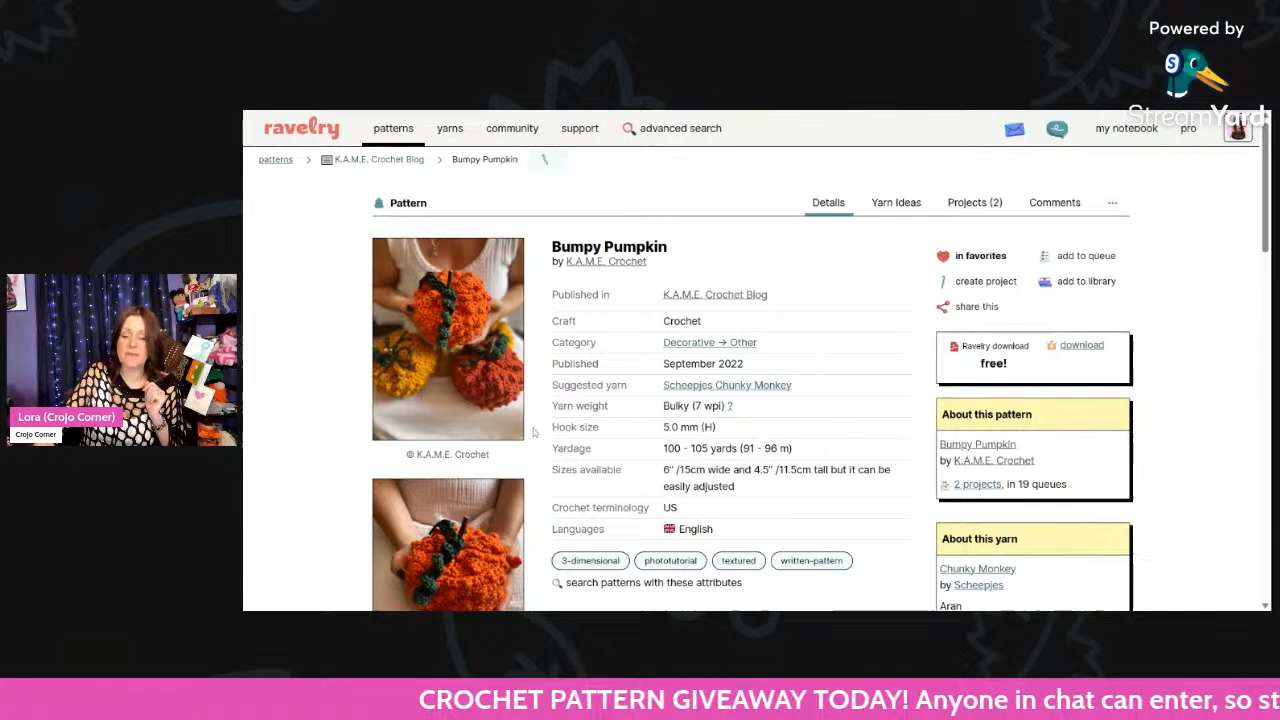 Powered by
StreamYard
ravelry
patterns
yarns
community
support
advanced search
my notebook
pro
patterns > K.A.M.E. Crochet Blog > Bumpy Pumpkin
Pattern
Details
Yarn Ideas
Projects (2)
Comments
...
Bumpy Pumpkin
by K.A.M.E. Crochet
Published in K.A.M.E. Crochet Blog
Craft Crochet
Category Decorative → Other
Published September 2022
Suggested yarn Scheepjes Chunky Monkey
Yarn weight Bulky (7 wpi) ?
Hook size 5.0 mm (H)
Yardage 100 - 105 yards (91 - 96 m)
Sizes available 6" /15cm wide and 4.5" /11.5cm tall but it can be
easily adjusted
Crochet terminology US
Languages English
3-dimensional
phototutorial
textured
written-pattern
search patterns with these attributes
© K.A.M.E. Crochet
in favorites
add to queue
create project
add to library
share this
Ravelry download
free!
download
About this pattern
Bumpy Pumpkin
by K.A.M.E. Crochet
2 projects, in 19 queues
About this yarn
Chunky Monkey
by Scheepjes
Aran
Lora (Crojo Corner)
Crojo Corner
CROCHET PATTERN GIVEAWAY TODAY! Anyone in chat can enter, so st